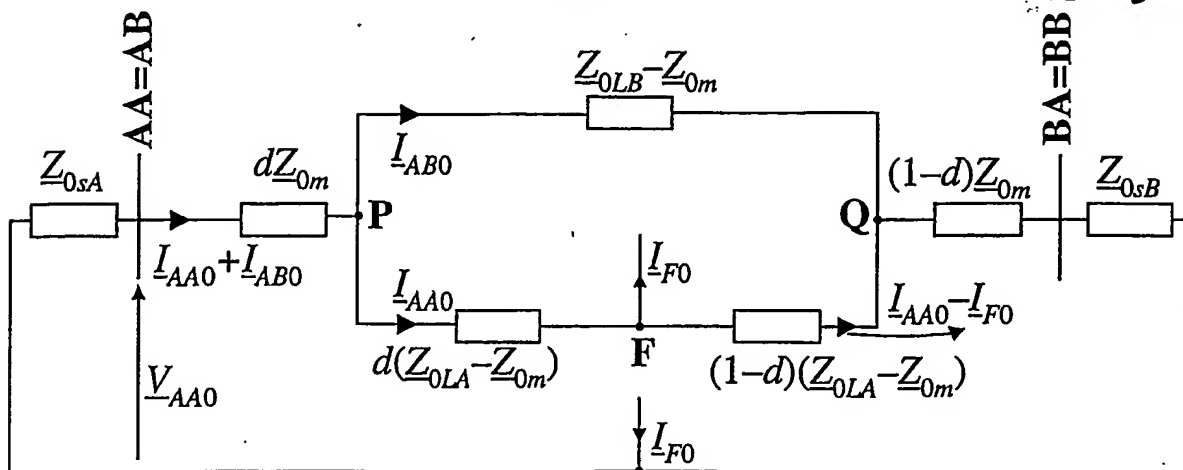 AA=AB
BA=BB
Z0LB−Z0m
IAB0
Z0sA
dZ0m
P
Q
(1−d)Z0m
Z0sB
IAA0+IAB0
IF0
IAA0
IAA0−IF0
F
d(Z0LA−Z0m)
(1−d)(Z0LA−Z0m)
VAA0
IF0